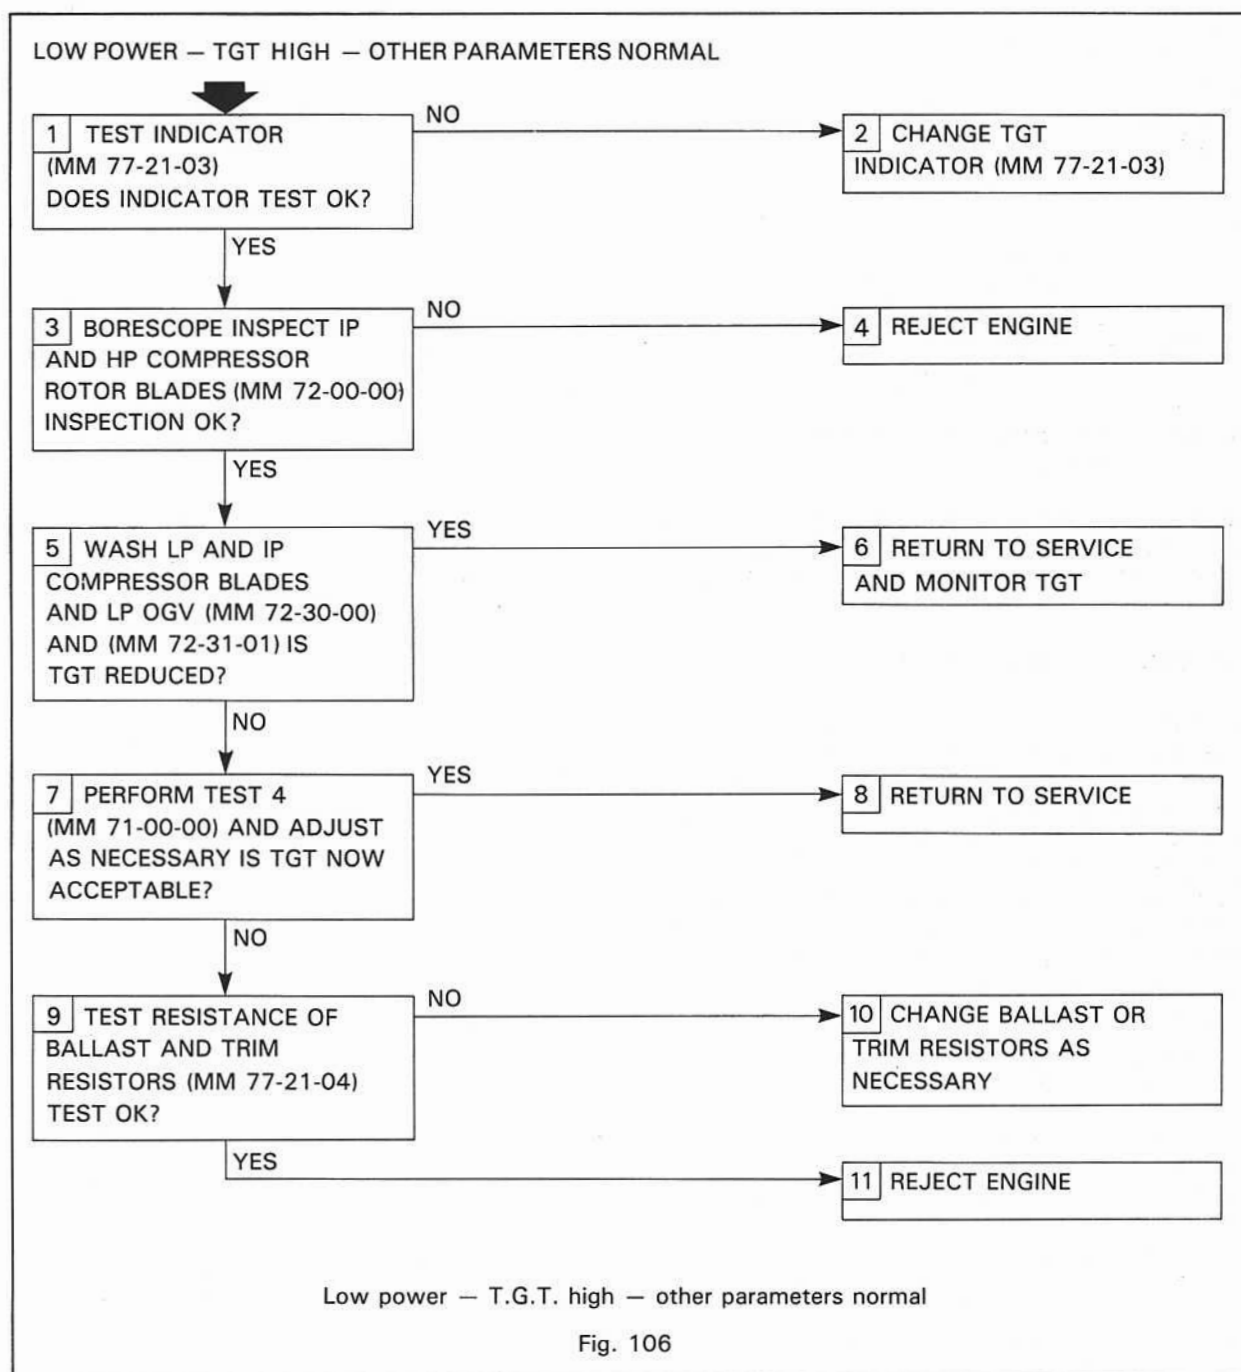 LOW POWER — TGT HIGH — OTHER PARAMETERS NORMAL
1 TEST INDICATOR
(MM 77-21-03)
DOES INDICATOR TEST OK?
NO
2 CHANGE TGT
INDICATOR (MM 77-21-03)
YES
3 BORESCOPE INSPECT IP
AND HP COMPRESSOR
ROTOR BLADES (MM 72-00-00)
INSPECTION OK?
NO
4 REJECT ENGINE
YES
5 WASH LP AND IP
COMPRESSOR BLADES
AND LP OGV (MM 72-30-00)
AND (MM 72-31-01) IS
TGT REDUCED?
YES
6 RETURN TO SERVICE
AND MONITOR TGT
NO
7 PERFORM TEST 4
(MM 71-00-00) AND ADJUST
AS NECESSARY IS TGT NOW
ACCEPTABLE?
YES
8 RETURN TO SERVICE
NO
9 TEST RESISTANCE OF
BALLAST AND TRIM
RESISTORS (MM 77-21-04)
TEST OK?
NO
10 CHANGE BALLAST OR
TRIM RESISTORS AS
NECESSARY
YES
11 REJECT ENGINE
Low power — T.G.T. high — other parameters normal
Fig. 106